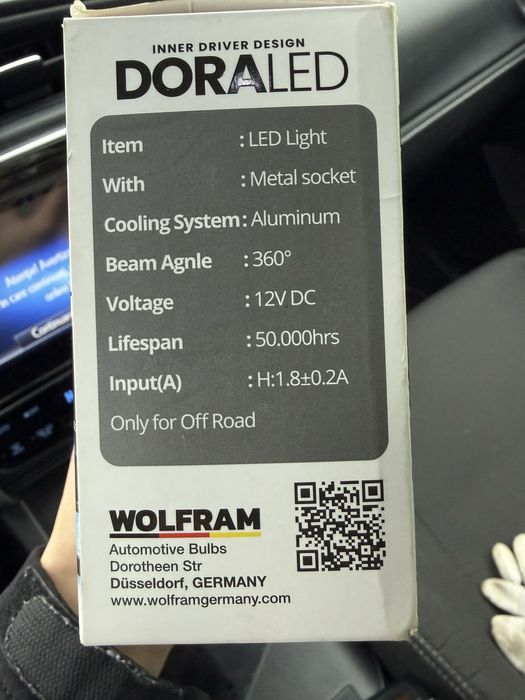 INNER DRIVER DESIGN
DORALED
Item : LED Light
With : Metal socket
Cooling System : Aluminum
Beam Agnle : 360°
Voltage : 12V DC
Lifespan : 50.000hrs
Input(A) : H:1.8±0.2A
Only for Off Road
WOLFRAM
Automotive Bulbs
Dorotheen Str
Düsseldorf, GERMANY
www.wolframgermany.com